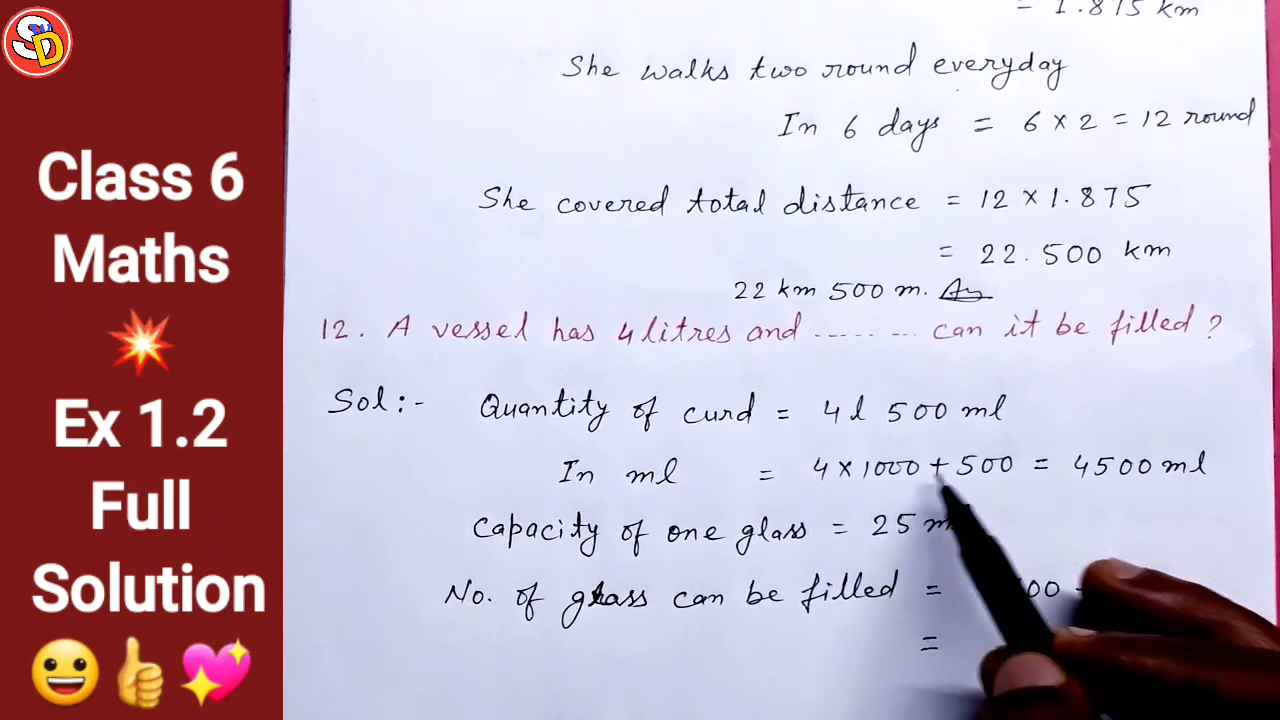 SD
Class 6
Maths
Ex 1.2
Full
Solution
= 1.875 km
She walks two round everyday
In 6 days = 6 × 2 = 12 round
She covered total distance = 12 × 1.875
= 22.500 km
22 km 500 m. Ans
12. A vessel has 4 litres and ........ can it be filled?
Sol:- Quantity of curd = 4 l 500 ml
In ml = 4 × 1000 + 500 = 4500 ml
Capacity of one glass = 25 m
No. of glass can be filled = 00
=